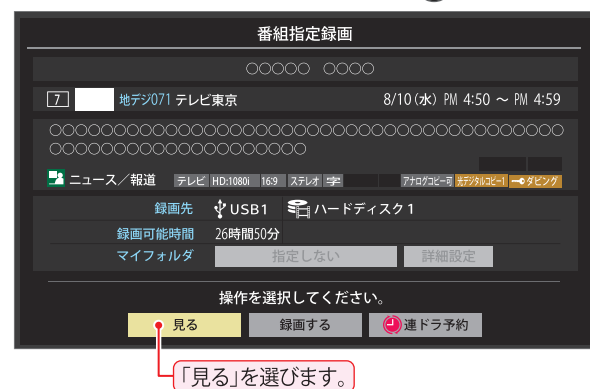 番組指定録画
○○○○○ ○○○○
7 地デジ071 テレビ東京 8/10(水) PM 4:50 ~ PM 4:59
○○○○○○○○○○○○○○○○○○○○○○○○○○○○○○○○○○○
○○○○○○○○○○○○○○○○○○
ニュース/報道 テレビ HD:1080i 16:9 ステレオ 字 アナログコピー可 光デジタルコピー1 ダビング
録画先 USB1 ハードディスク1
録画可能時間 26時間50分
マイフォルダ 指定しない 詳細設定
操作を選択してください。
見る 録画する 連ドラ予約
「見る」を選びます。